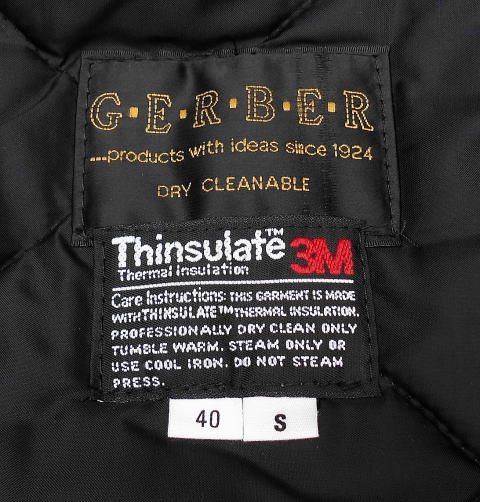 G·E·R·B·E·R
...products with ideas since 1924
DRY CLEANABLE
Thinsulate™ 3M
Thermal Insulation
Care Instructions: THIS GARMENT IS MADE
WITH THINSULATE™ THERMAL INSULATION.
PROFESSIONALLY DRY CLEAN ONLY
TUMBLE WARM. STEAM ONLY OR
USE COOL IRON. DO NOT STEAM
PRESS.
40 S